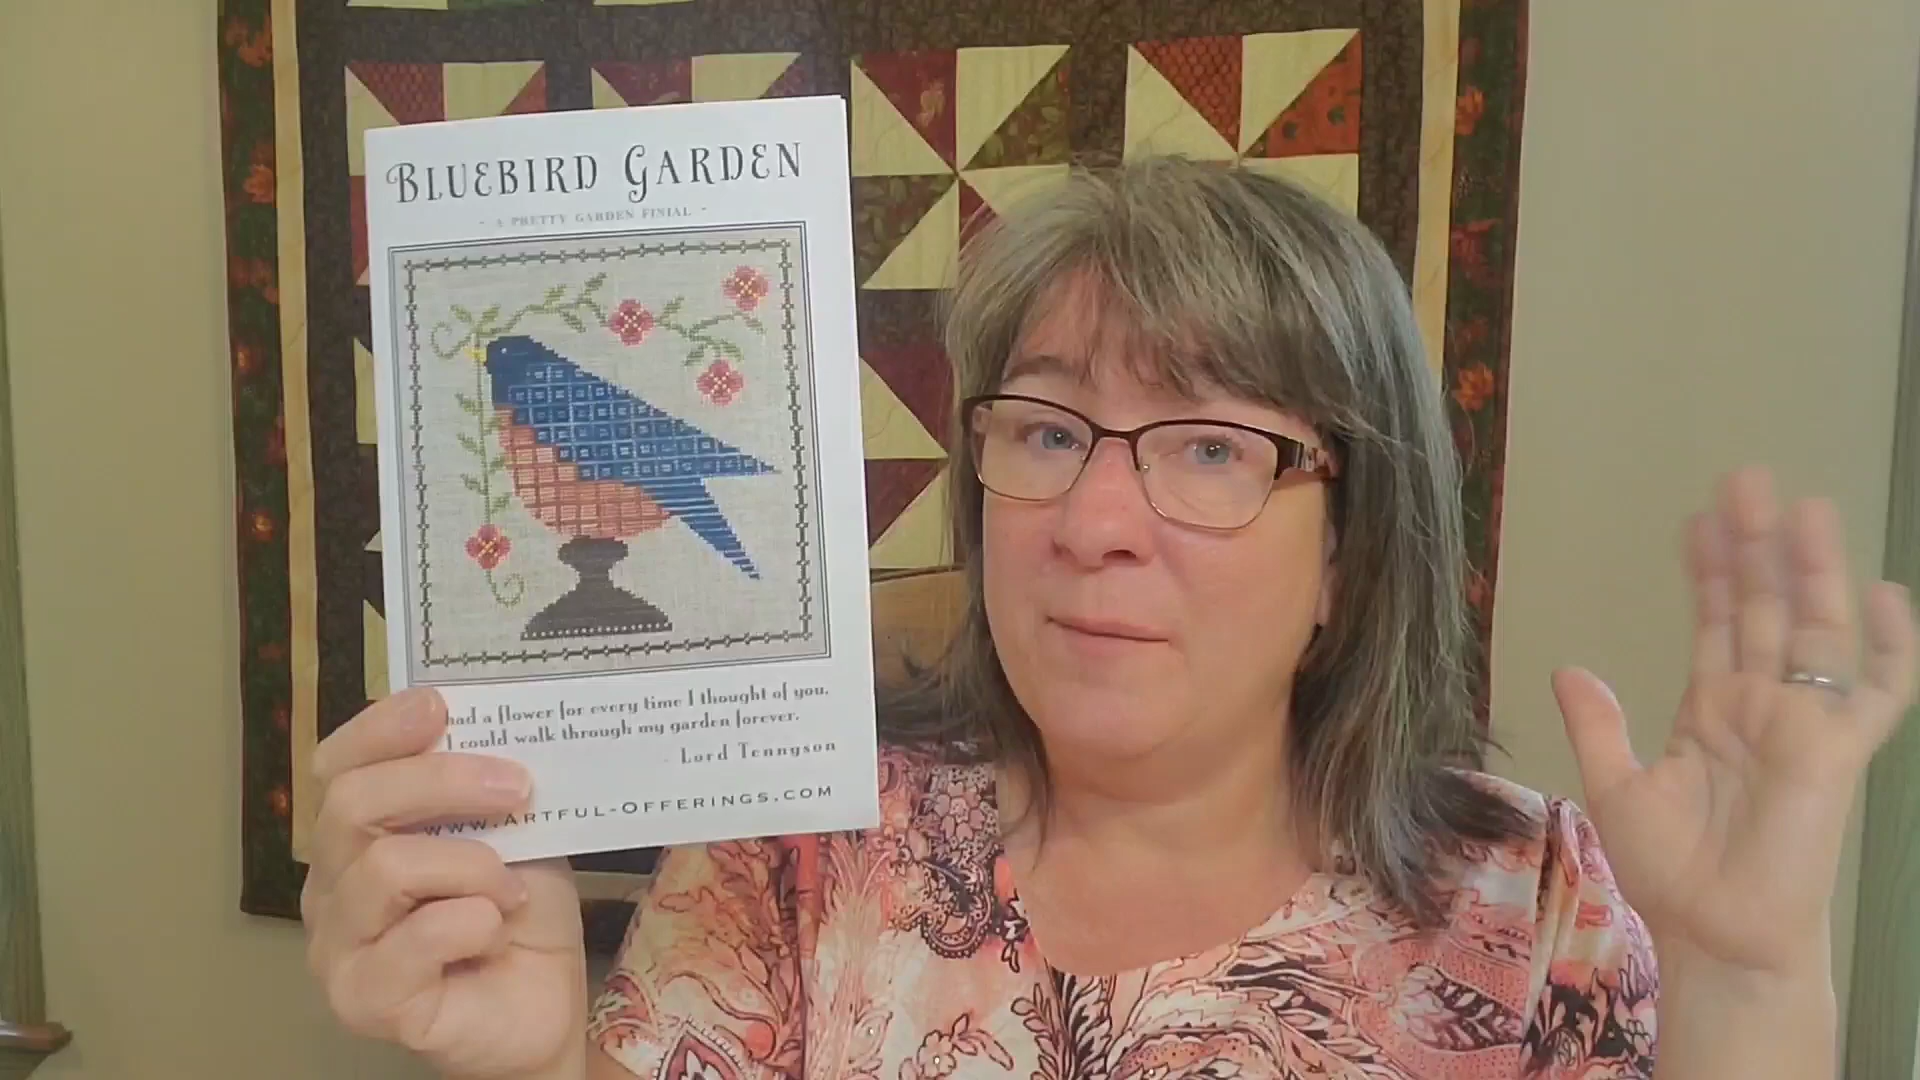 BLUEBIRD GARDEN
- A PRETTY GARDEN FINIAL -
had a flower for every time I thought of you,
I could walk through my garden forever.
- Lord Tennyson
www.Artful-Offerings.com